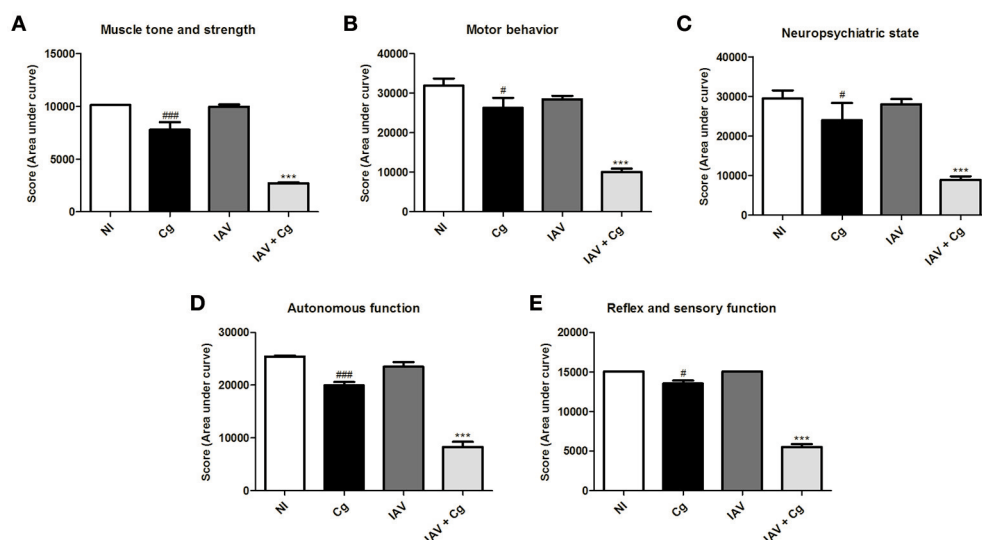 A
Muscle tone and strength
Score (Area under curve)
15000
10000
5000
0
###
***
NI
Cg
IAV
IAV + Cg
B
Motor behavior
Score (Area under curve)
40000
30000
20000
10000
0
#
***
NI
Cg
IAV
IAV + Cg
C
Neuropsychiatric state
Score (Area under curve)
40000
30000
20000
10000
0
#
***
NI
Cg
IAV
IAV + Cg
D
Autonomous function
Score (Area under curve)
30000
20000
10000
0
###
***
NI
Cg
IAV
IAV + Cg
E
Reflex and sensory function
Score (Area under curve)
20000
15000
10000
5000
0
#
***
NI
Cg
IAV
IAV + Cg